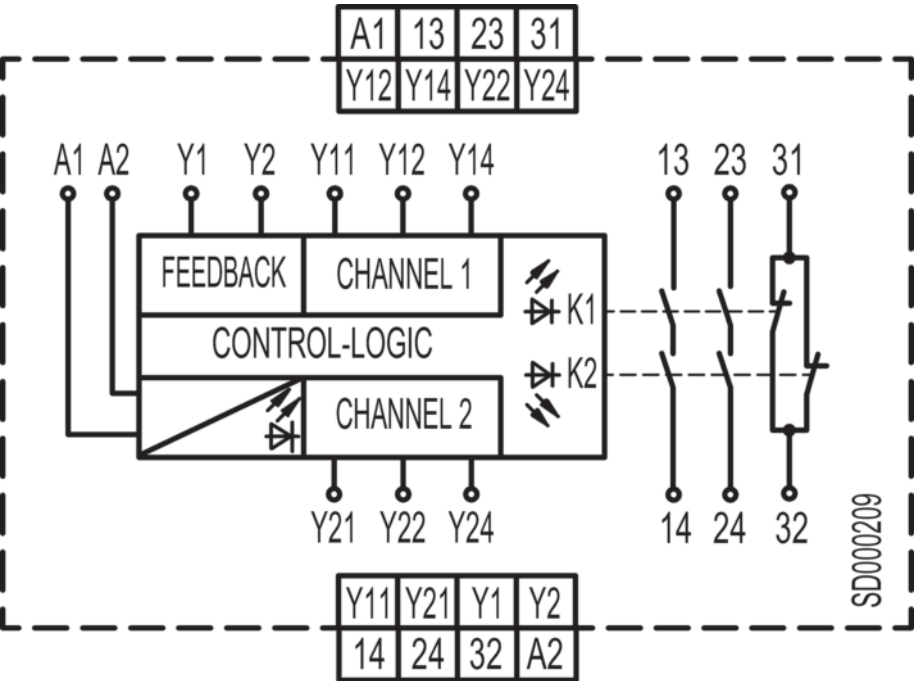 A1 13 23 31
Y12 Y14 Y22 Y24
A1 A2 Y1 Y2 Y11 Y12 Y14 13 23 31
FEEDBACK CHANNEL 1
K1
CONTROL-LOGIC
K2
CHANNEL 2
Y21 Y22 Y24 14 24 32
SD000209
Y11 Y21 Y1 Y2
14 24 32 A2